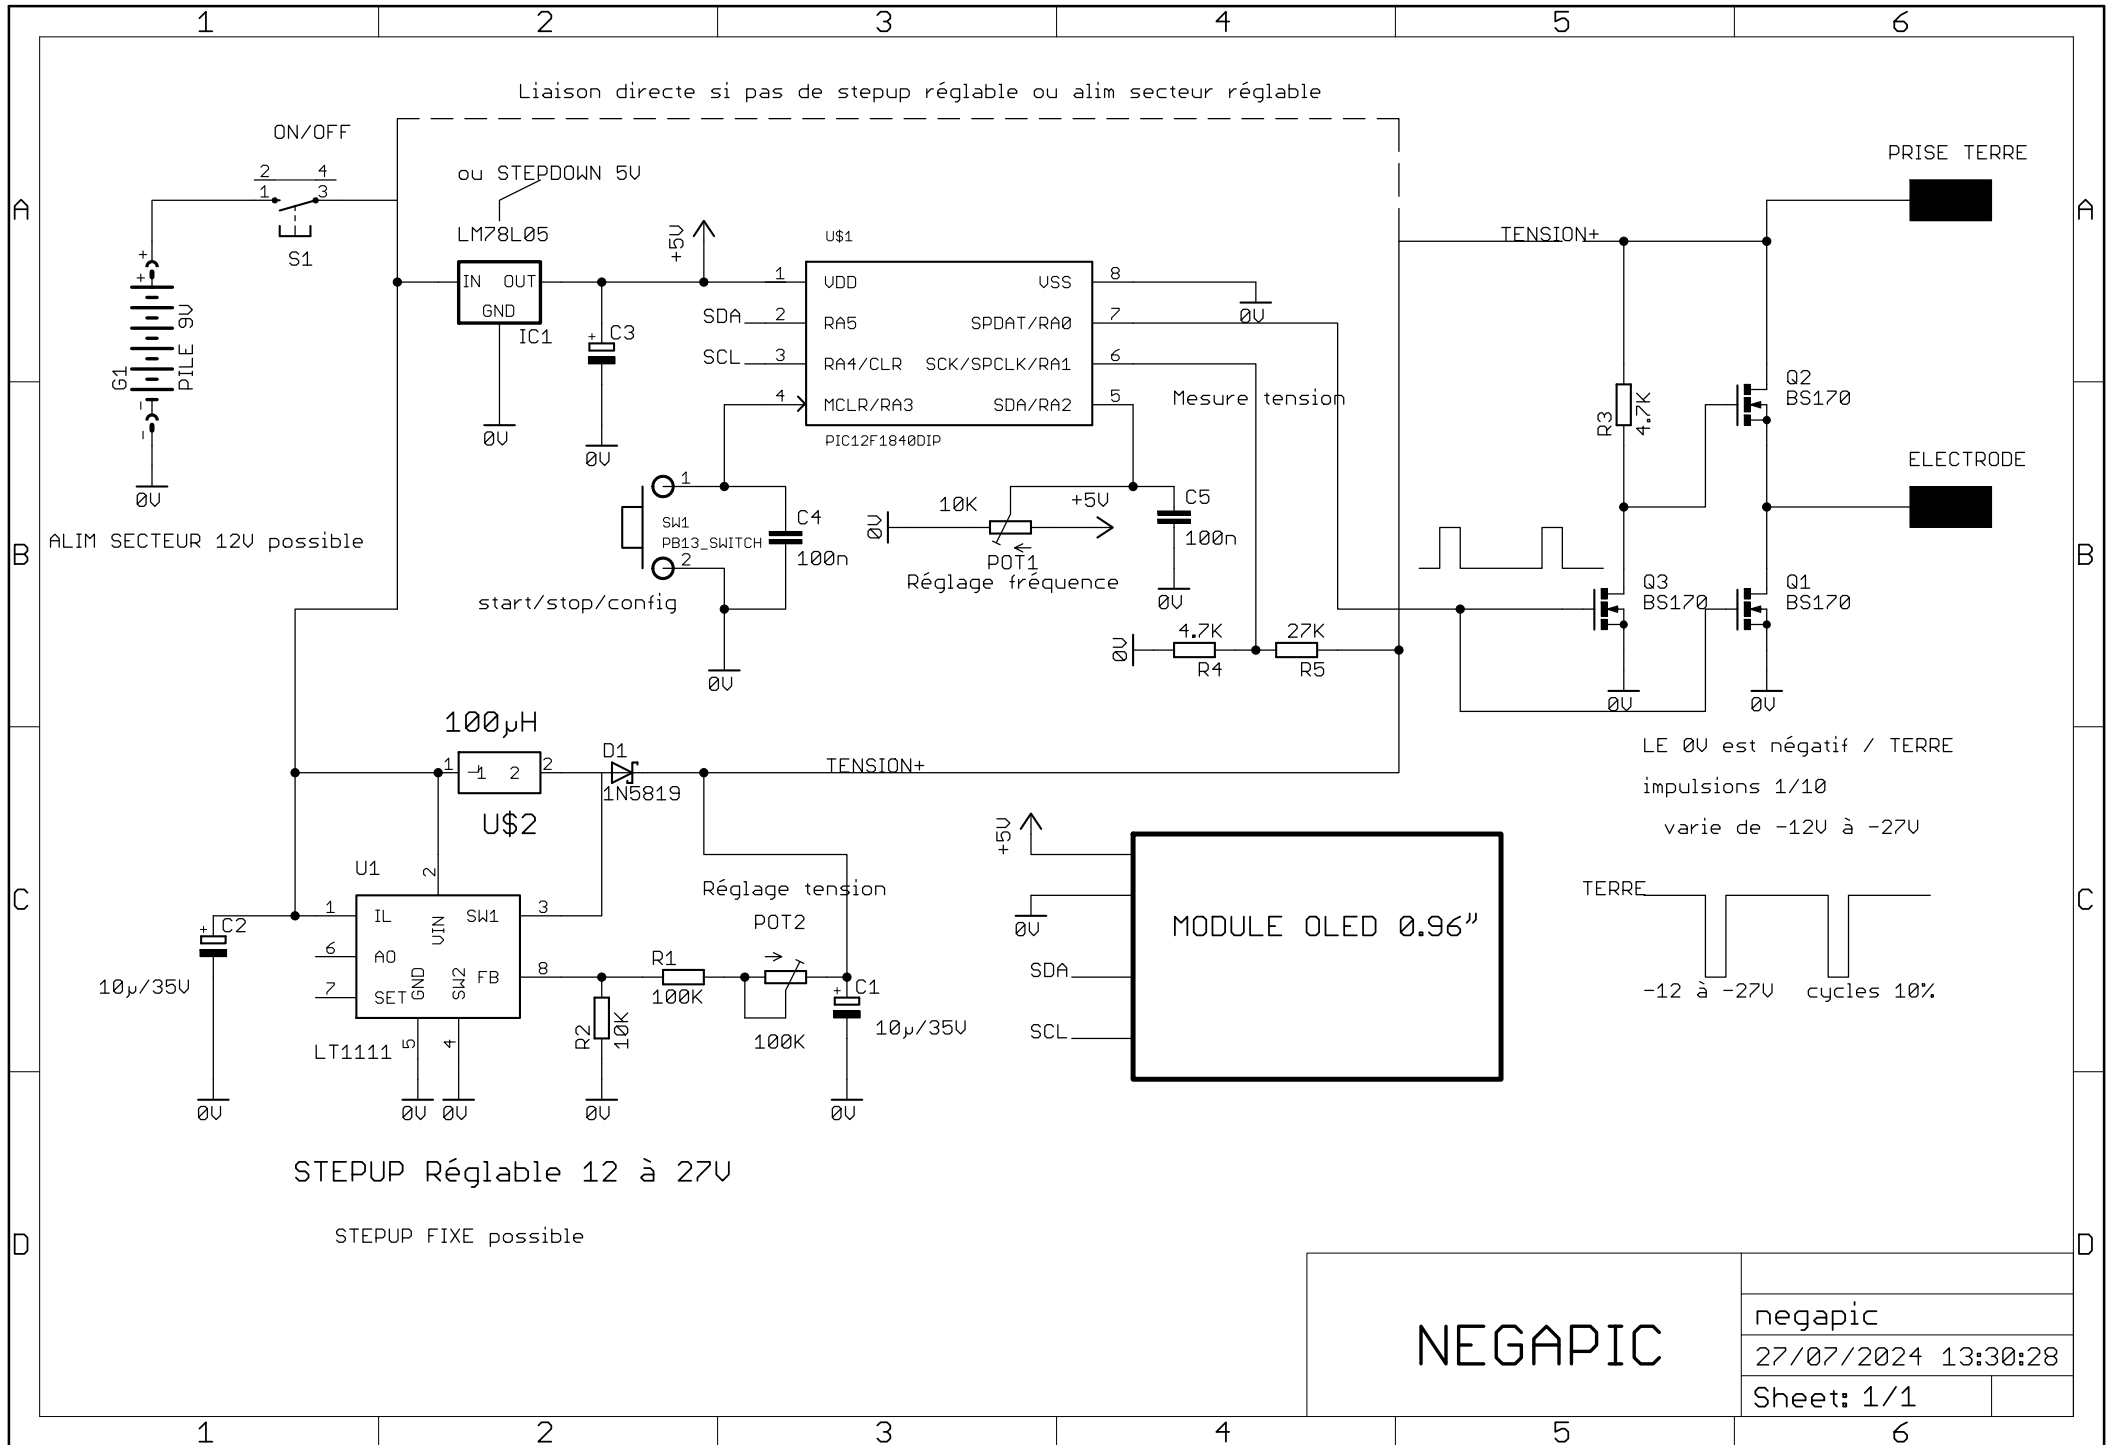 1 2 3 4 5 6
Liaison directe si pas de stepup réglable ou alim secteur réglable
ON/OFF
2 4
1 3
S1
ou STEPDOWN 5V
LM78L05
IN OUT
GND
IC1
+5V
U$1
1 VDD VSS 8
SDA 2 RA5 SPDAT/RA0 7
SCL 3 RA4/CLR SCK/SPCLK/RA1 6
4 MCLR/RA3 SDA/RA2 5
PIC12F1840DIP
0V
Mesure tension
TENSION+
PRISE TERRE
A A
+
+
G1
PILE 9V
-
-
0V
ALIM SECTEUR 12V possible
+
C3
0V
0V
R3
4.7K
Q2
BS170
ELECTRODE
B B
1
SW1
PB13_SWITCH
2
C4
100n
start/stop/config
0V
10K
+5V
0V
POT1
Réglage fréquence
C5
100n
0V
0V
4.7K
R4
27K
R5
Q3
BS170
Q1
BS170
0V
0V
100µH
1 1 2 2
U$2
D1
1N5819
TENSION+
LE 0V est négatif / TERRE
impulsions 1/10
varie de -12V à -27V
TERRE
-12 à -27V cycles 10%
C C
U1
2
1 IL VIN SW1 3
6 AO
7 SET GND SW2 FB 8
LT1111
5 4
+
C2
10µ/35V
0V
0V 0V
Réglage tension
POT2
R1
100K
R2
10K
0V
100K
+
C1
10µ/35V
0V
+5V
0V
SDA
SCL
MODULE OLED 0.96"
STEPUP Réglable 12 à 27V
STEPUP FIXE possible
D D
NEGAPIC
negapic
27/07/2024 13:30:28
Sheet: 1/1
1 2 3 4 5 6